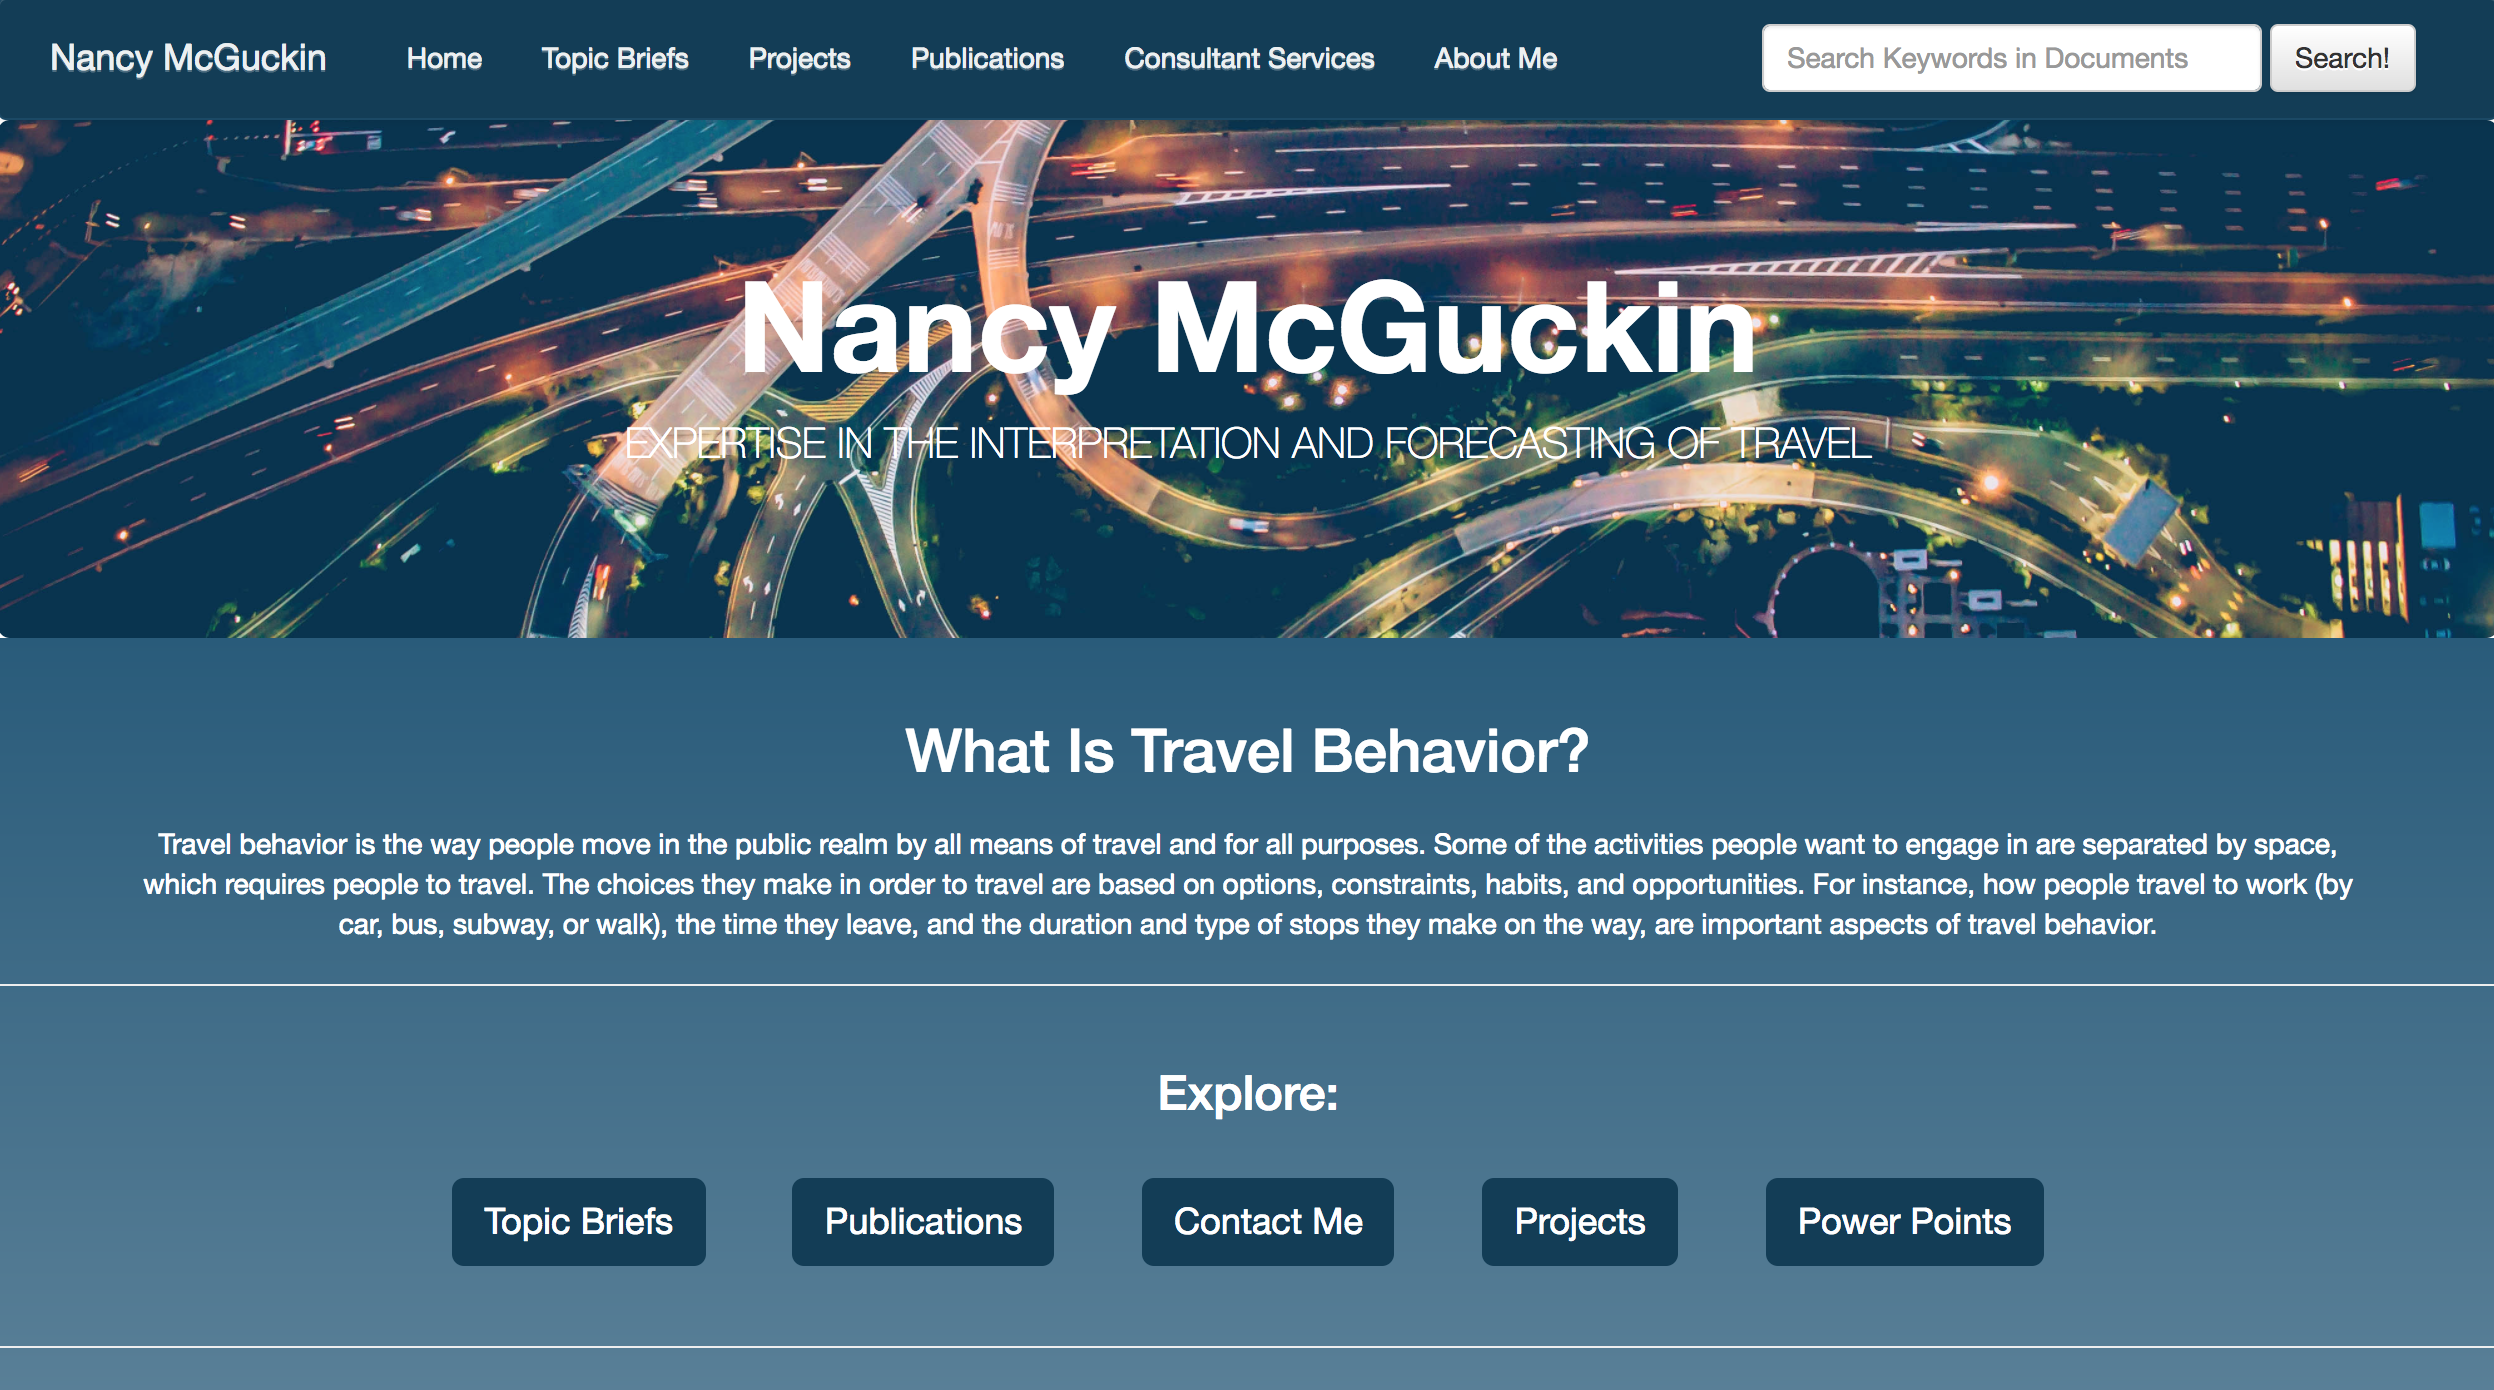 Nancy McGuckin Home Topic Briefs Projects Publications Consultant Services About Me Search Keywords in Documents Search!
Nancy McGuckin
EXPERTISE IN THE INTERPRETATION AND FORECASTING OF TRAVEL
What Is Travel Behavior?
Travel behavior is the way people move in the public realm by all means of travel and for all purposes. Some of the activities people want to engage in are separated by space,
which requires people to travel. The choices they make in order to travel are based on options, constraints, habits, and opportunities. For instance, how people travel to work (by
car, bus, subway, or walk), the time they leave, and the duration and type of stops they make on the way, are important aspects of travel behavior.
Explore:
Topic Briefs Publications Contact Me Projects Power Points